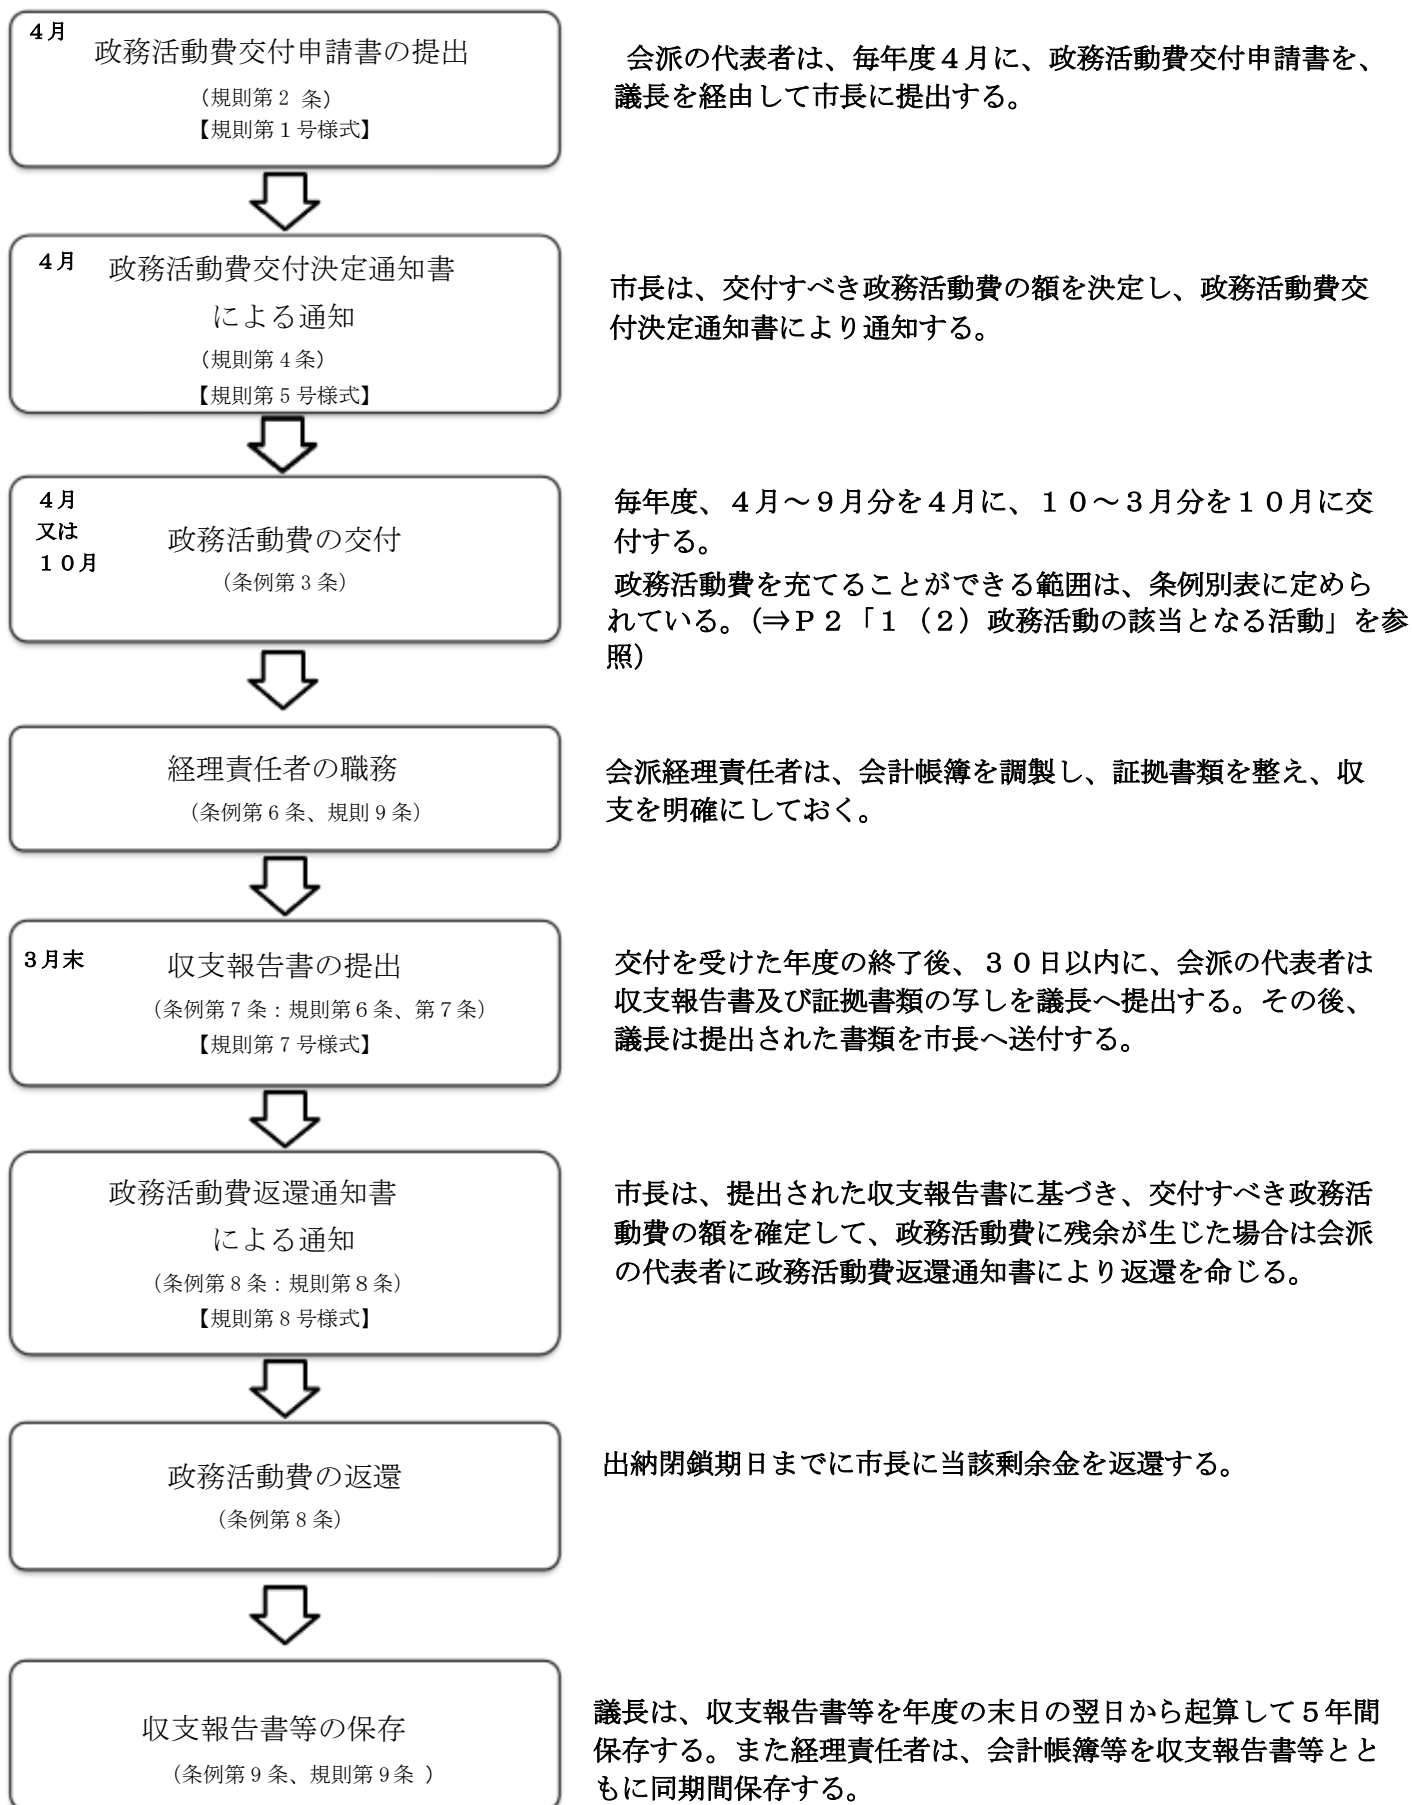 ４月
政務活動費交付申請書の提出
（規則第２ 条）
【規則第１号様式】
会派の代表者は、毎年度４月に、政務活動費交付申請書を、
議長を経由して市長に提出する。
４月
政務活動費交付決定通知書
による通知
（規則第４条）
【規則第５号様式】
市長は、交付すべき政務活動費の額を決定し、政務活動費交
付決定通知書により通知する。
４月
又は
１０月
政務活動費の交付
（条例第３条）
毎年度、４月～９月分を４月に、１０～３月分を１０月に交
付する。
政務活動費を充てることができる範囲は、条例別表に定めら
れている。（⇒Ｐ２「１（２）政務活動の該当となる活動」を参
照）
経理責任者の職務
（条例第６条、規則９条）
会派経理責任者は、会計帳簿を調製し、証拠書類を整え、収
支を明確にしておく。
３月末
収支報告書の提出
（条例第７条：規則第６条、第７条）
【規則第７号様式】
交付を受けた年度の終了後、３０日以内に、会派の代表者は
収支報告書及び証拠書類の写しを議長へ提出する。その後、
議長は提出された書類を市長へ送付する。
政務活動費返還通知書
による通知
（条例第８条：規則第８条）
【規則第８号様式】
市長は、提出された収支報告書に基づき、交付すべき政務活
動費の額を確定して、政務活動費に残余が生じた場合は会派
の代表者に政務活動費返還通知書により返還を命じる。
政務活動費の返還
（条例第８条）
出納閉鎖期日までに市長に当該剰余金を返還する。
収支報告書等の保存
（条例第９条、規則第９条 ）
議長は、収支報告書等を年度の末日の翌日から起算して５年間
保存する。また経理責任者は、会計帳簿等を収支報告書等とと
もに同期間保存する。